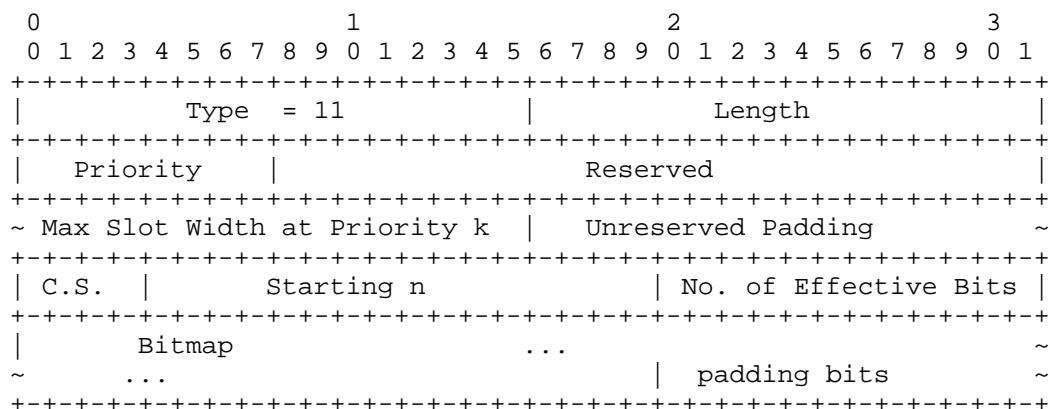 0                   1                   2                   3
 0 1 2 3 4 5 6 7 8 9 0 1 2 3 4 5 6 7 8 9 0 1 2 3 4 5 6 7 8 9 0 1
+-+-+-+-+-+-+-+-+-+-+-+-+-+-+-+-+-+-+-+-+-+-+-+-+-+-+-+-+-+-+-+-+
|          Type  = 11           |           Length              |
+-+-+-+-+-+-+-+-+-+-+-+-+-+-+-+-+-+-+-+-+-+-+-+-+-+-+-+-+-+-+-+-+
|   Priority    |                   Reserved                    |
+-+-+-+-+-+-+-+-+-+-+-+-+-+-+-+-+-+-+-+-+-+-+-+-+-+-+-+-+-+-+-+-+
~ Max Slot Width at Priority k  |   Unreserved Padding          ~
+-+-+-+-+-+-+-+-+-+-+-+-+-+-+-+-+-+-+-+-+-+-+-+-+-+-+-+-+-+-+-+-+
| C.S.  |       Starting n              | No. of Effective Bits |
+-+-+-+-+-+-+-+-+-+-+-+-+-+-+-+-+-+-+-+-+-+-+-+-+-+-+-+-+-+-+-+-+
|       Bitmap                  ...                             ~
~      ...                              |  padding bits         ~
+-+-+-+-+-+-+-+-+-+-+-+-+-+-+-+-+-+-+-+-+-+-+-+-+-+-+-+-+-+-+-+-+